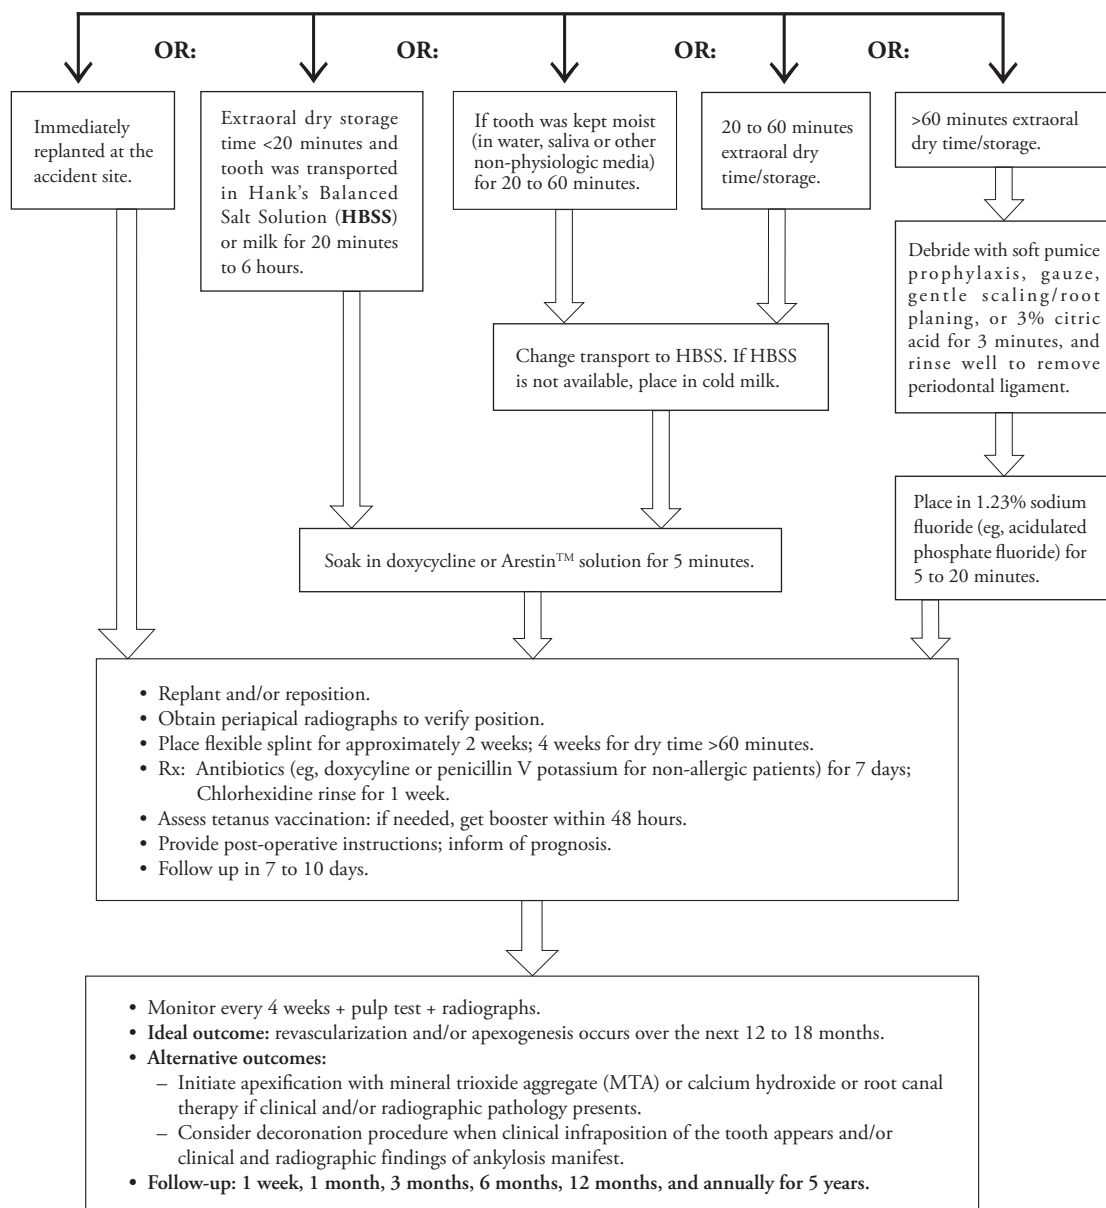 OR:
OR:
OR:
OR:
Immediately
replanted at the
accident site.
Extraoral dry storage
time <20 minutes and
tooth was transported
in Hank’s Balanced
Salt Solution (HBSS)
or milk for 20 minutes
to 6 hours.
If tooth was kept moist
(in water, saliva or other
non-physiologic media)
for 20 to 60 minutes.
20 to 60 minutes
extraoral dry
time/storage.
>60 minutes extraoral
dry time/storage.
Debride with soft pumice
prophylaxis, gauze,
gentle scaling/root
planing, or 3% citric
acid for 3 minutes, and
rinse well to remove
periodontal ligament.
Change transport to HBSS. If HBSS
is not available, place in cold milk.
Place in 1.23% sodium
fluoride (eg, acidulated
phosphate fluoride) for
5 to 20 minutes.
Soak in doxycycline or Arestin™ solution for 5 minutes.
• Replant and/or reposition.
• Obtain periapical radiographs to verify position.
• Place flexible splint for approximately 2 weeks; 4 weeks for dry time >60 minutes.
• Rx: Antibiotics (eg, doxycyline or penicillin V potassium for non-allergic patients) for 7 days;
Chlorhexidine rinse for 1 week.
• Assess tetanus vaccination: if needed, get booster within 48 hours.
• Provide post-operative instructions; inform of prognosis.
• Follow up in 7 to 10 days.
• Monitor every 4 weeks + pulp test + radiographs.
• Ideal outcome: revascularization and/or apexogenesis occurs over the next 12 to 18 months.
• Alternative outcomes:
– Initiate apexification with mineral trioxide aggregate (MTA) or calcium hydroxide or root canal
therapy if clinical and/or radiographic pathology presents.
– Consider decoronation procedure when clinical infraposition of the tooth appears and/or
clinical and radiographic findings of ankylosis manifest.
• Follow-up: 1 week, 1 month, 3 months, 6 months, 12 months, and annually for 5 years.